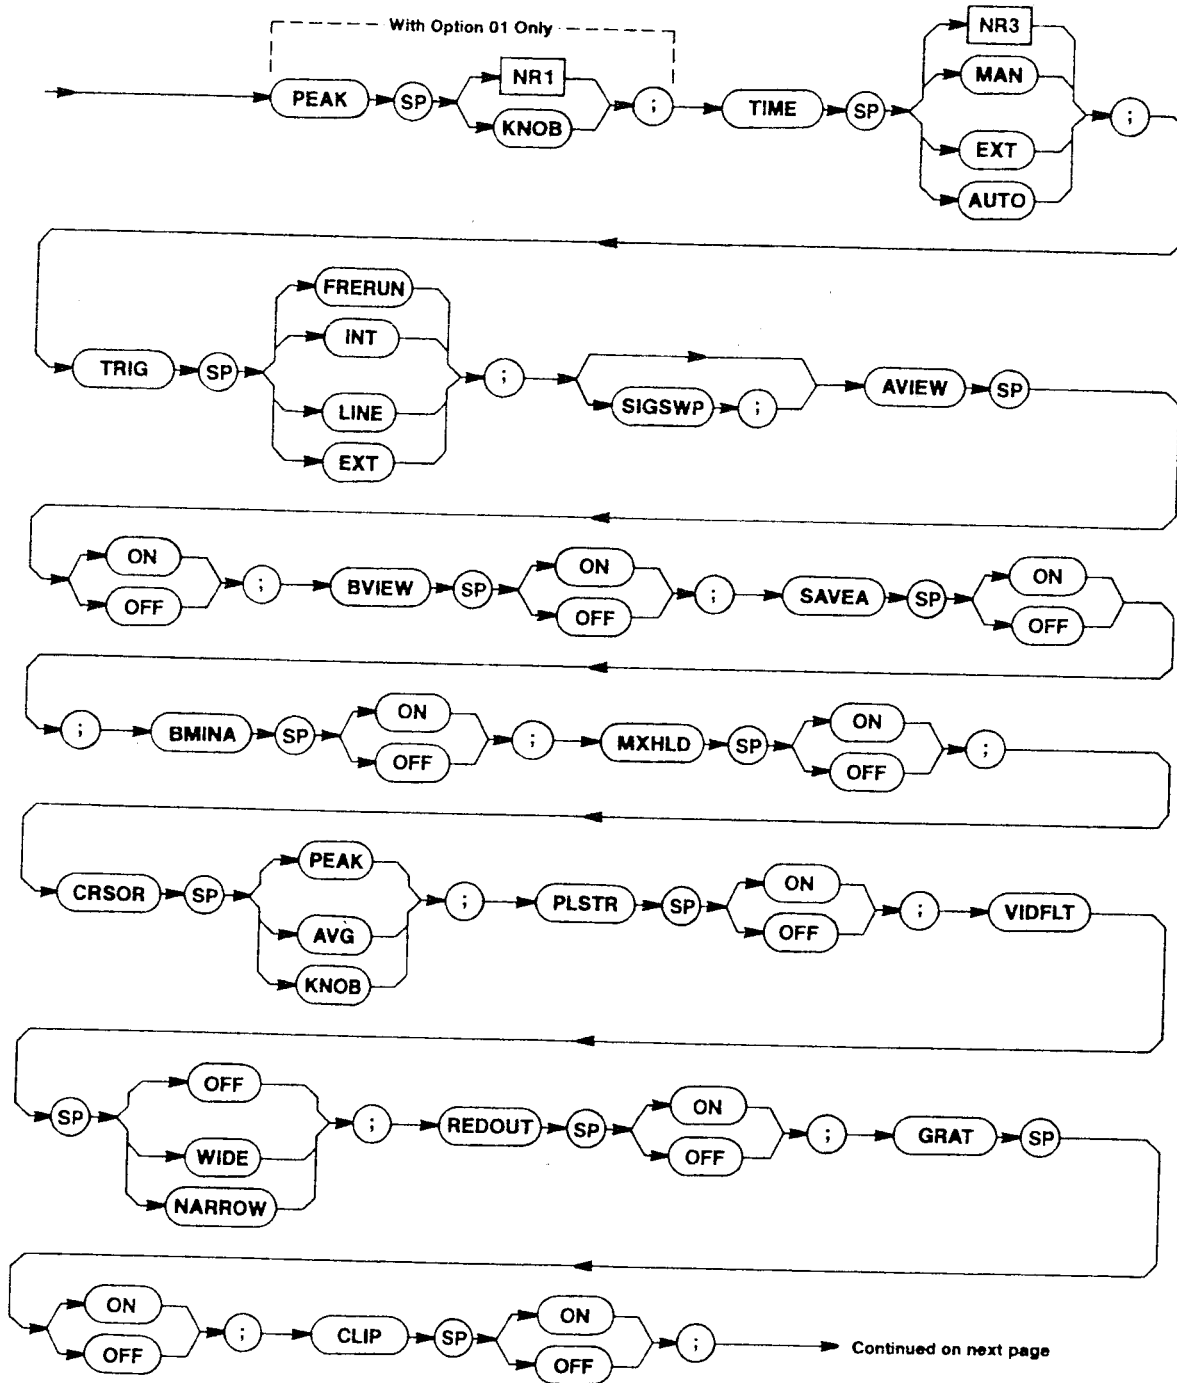 With Option 01 Only
PEAK SP NR1 KNOB ; TIME SP NR3 MAN EXT AUTO ;
TRIG SP FRERUN INT LINE EXT ; SIGSWP ; AVIEW SP
ON OFF ; BVIEW SP ON OFF ; SAVEA SP ON OFF
; BMINA SP ON OFF ; MXHLD SP ON OFF ;
CRSOR SP PEAK AVG KNOB ; PLSTR SP ON OFF ; VIDFLT
SP OFF WIDE NARROW ; REDOUT SP ON OFF ; GRAT SP
ON OFF ; CLIP SP ON OFF ; Continued on next page